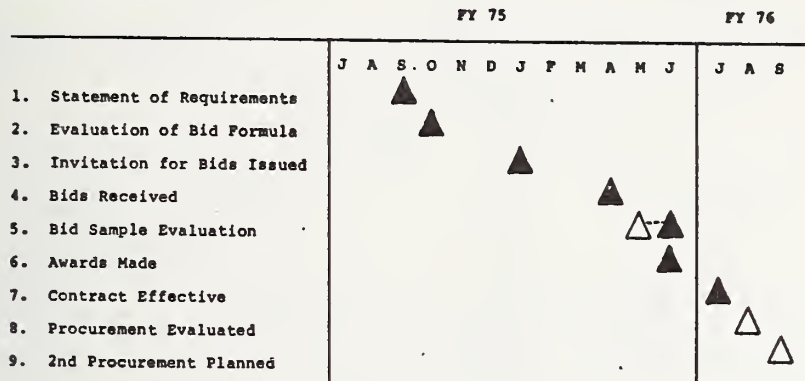 FY 75 FY 76
J A S. O N D J F M A M J J A S
1. Statement of Requirements
2. Evaluation of Bid Formula
3. Invitation for Bids Issued
4. Bids Received
5. Bid Sample Evaluation
6. Awards Made
7. Contract Effective
8. Procurement Evaluated
9. 2nd Procurement Planned